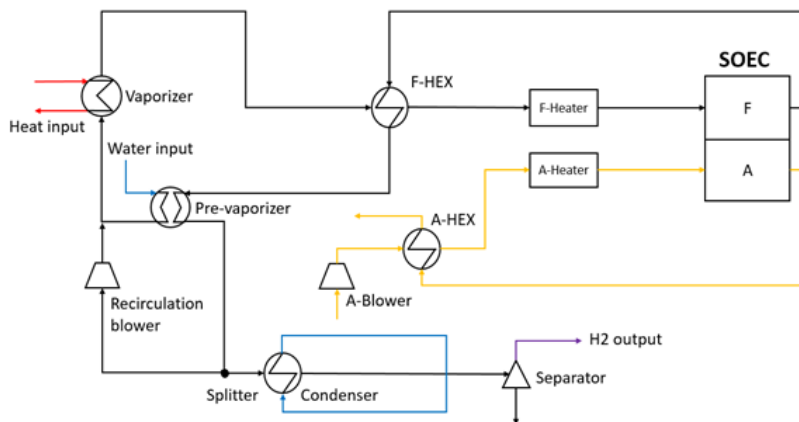 SOEC
F-HEX
Vaporizer
F-Heater
F
Heat input
Water input
A-Heater
A
Pre-vaporizer
A-HEX
Recirculation
blower
A-Blower
H2 output
Splitter
Condenser
Separator